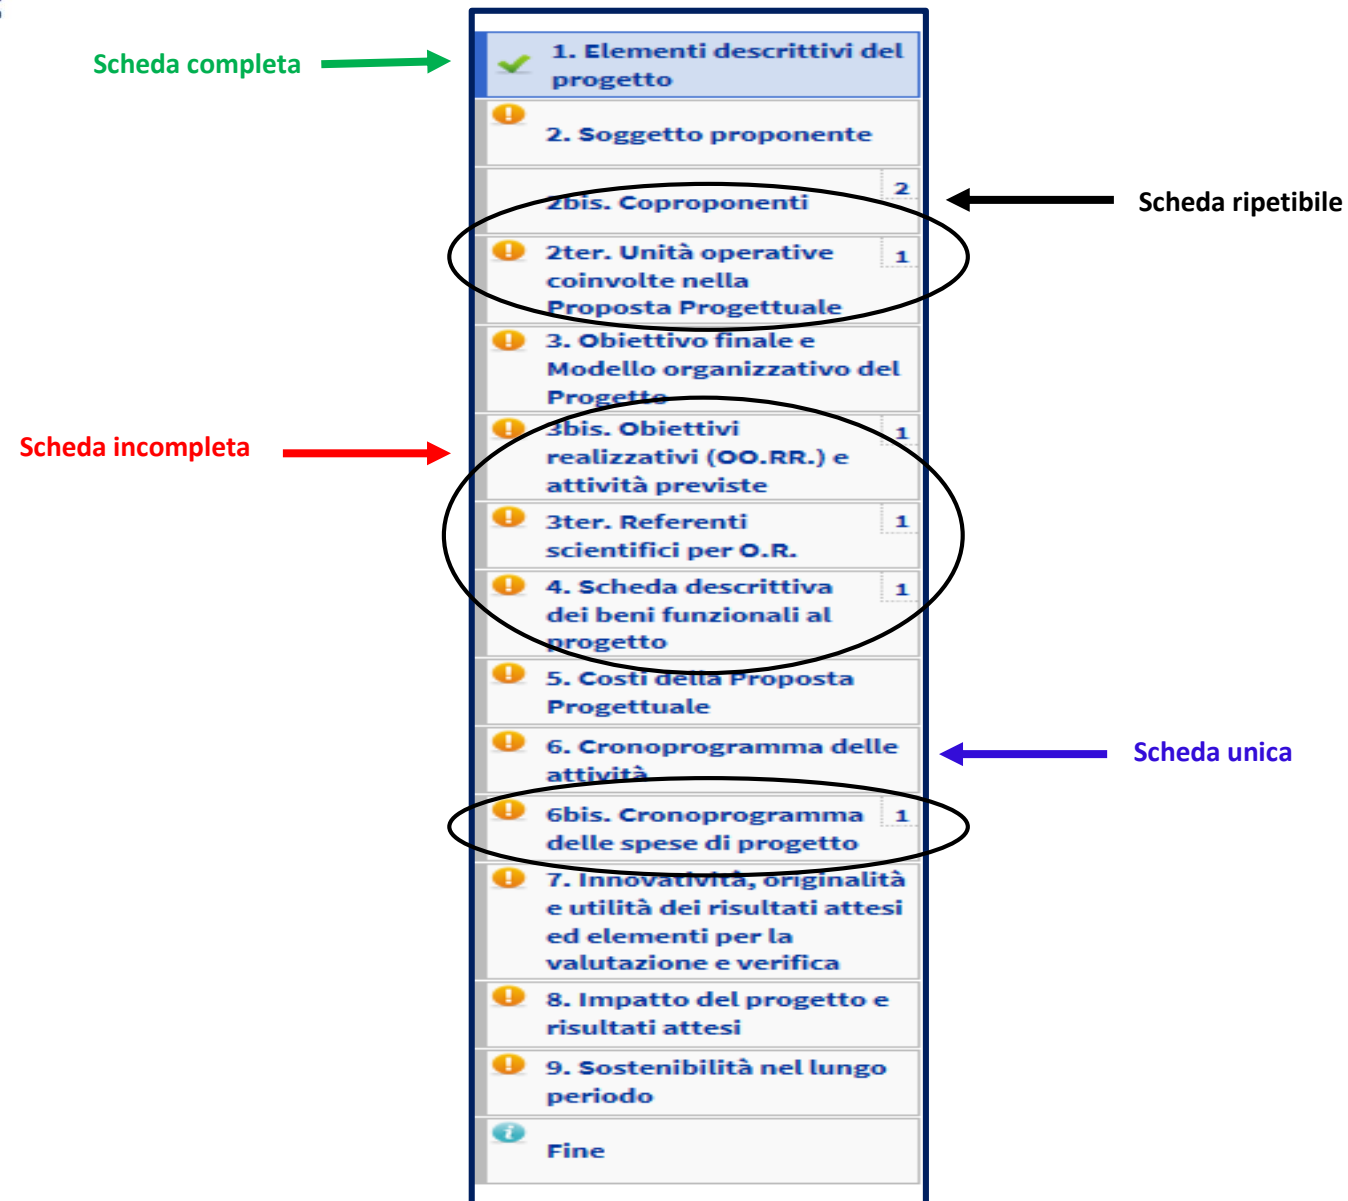 Scheda completa
1. Elementi descrittivi del
progetto
2. Soggetto proponente
2bis. Coproponenti
2
Scheda ripetibile
2ter. Unità operative
coinvolte nella
Proposta Progettuale
1
3. Obiettivo finale e
Modello organizzativo del
Progetto
Scheda incompleta
3bis. Obiettivi
realizzativi (OO.RR.) e
attività previste
1
3ter. Referenti
scientifici per O.R.
1
4. Scheda descrittiva
dei beni funzionali al
progetto
1
5. Costi della Proposta
Progettuale
6. Cronoprogramma delle
attività
Scheda unica
6bis. Cronoprogramma
delle spese di progetto
1
7. Innovatività, originalità
e utilità dei risultati attesi
ed elementi per la
valutazione e verifica
8. Impatto del progetto e
risultati attesi
9. Sostenibilità nel lungo
periodo
Fine